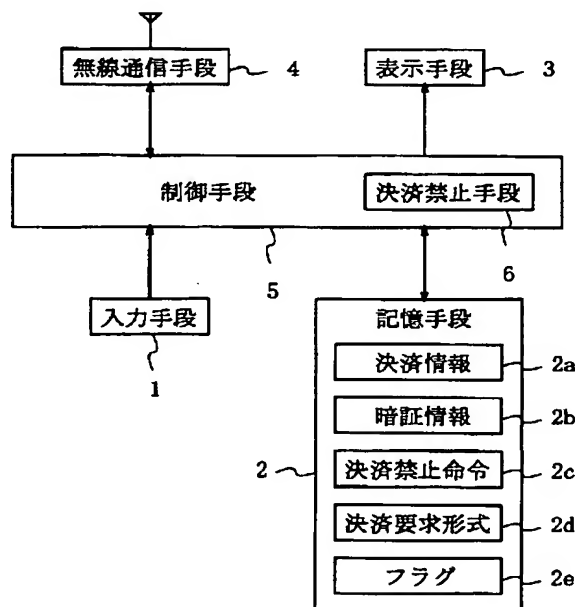 無線通信手段 4
表示手段 3
制御手段
決済禁止手段
6
5
入力手段
1
記憶手段
決済情報 2a
暗証情報 2b
2
決済禁止命令 2c
決済要求形式 2d
フラグ 2e